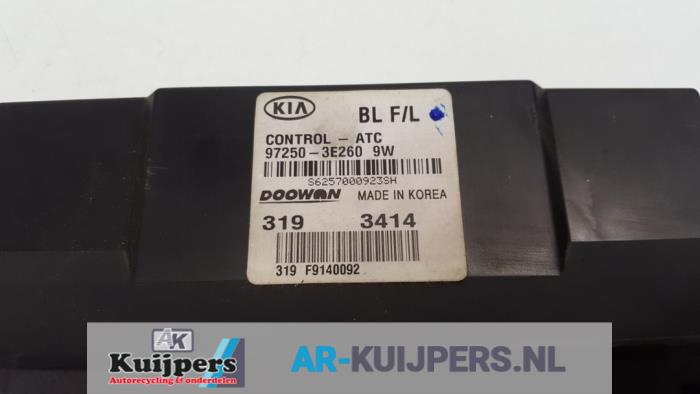 KIA BL F/L
CONTROL - ATC
97250-3E260 9W
S6257000923SH
DOOWON MADE IN KOREA
319 3414
319 F9140092
AK
Kuijpers
Autorecycling & onderdelen
AR-KUIJPERS.NL